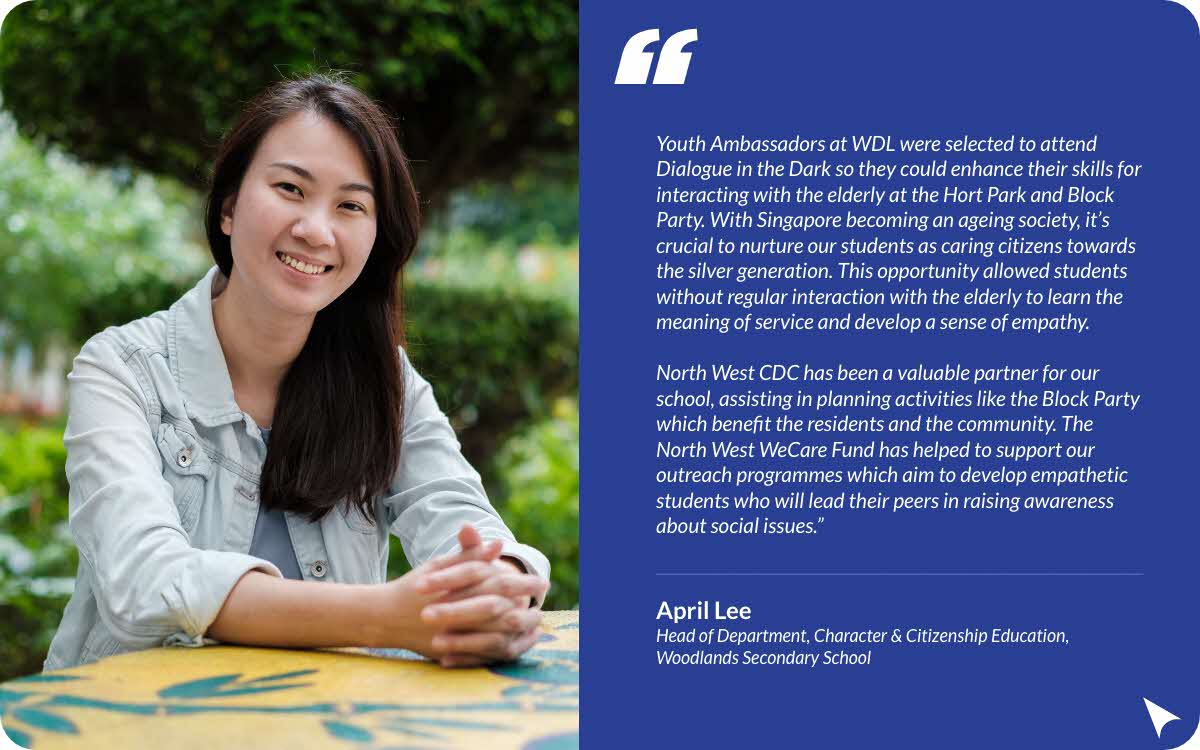 “
Youth Ambassadors at WDL were selected to attend
Dialogue in the Dark so they could enhance their skills for
interacting with the elderly at the Hort Park and Block
Party. With Singapore becoming an ageing society, it’s
crucial to nurture our students as caring citizens towards
the silver generation. This opportunity allowed students
without regular interaction with the elderly to learn the
meaning of service and develop a sense of empathy.
North West CDC has been a valuable partner for our
school, assisting in planning activities like the Block Party
which benefit the residents and the community. The
North West WeCare Fund has helped to support our
outreach programmes which aim to develop empathetic
students who will lead their peers in raising awareness
about social issues.”
April Lee
Head of Department, Character & Citizenship Education,
Woodlands Secondary School